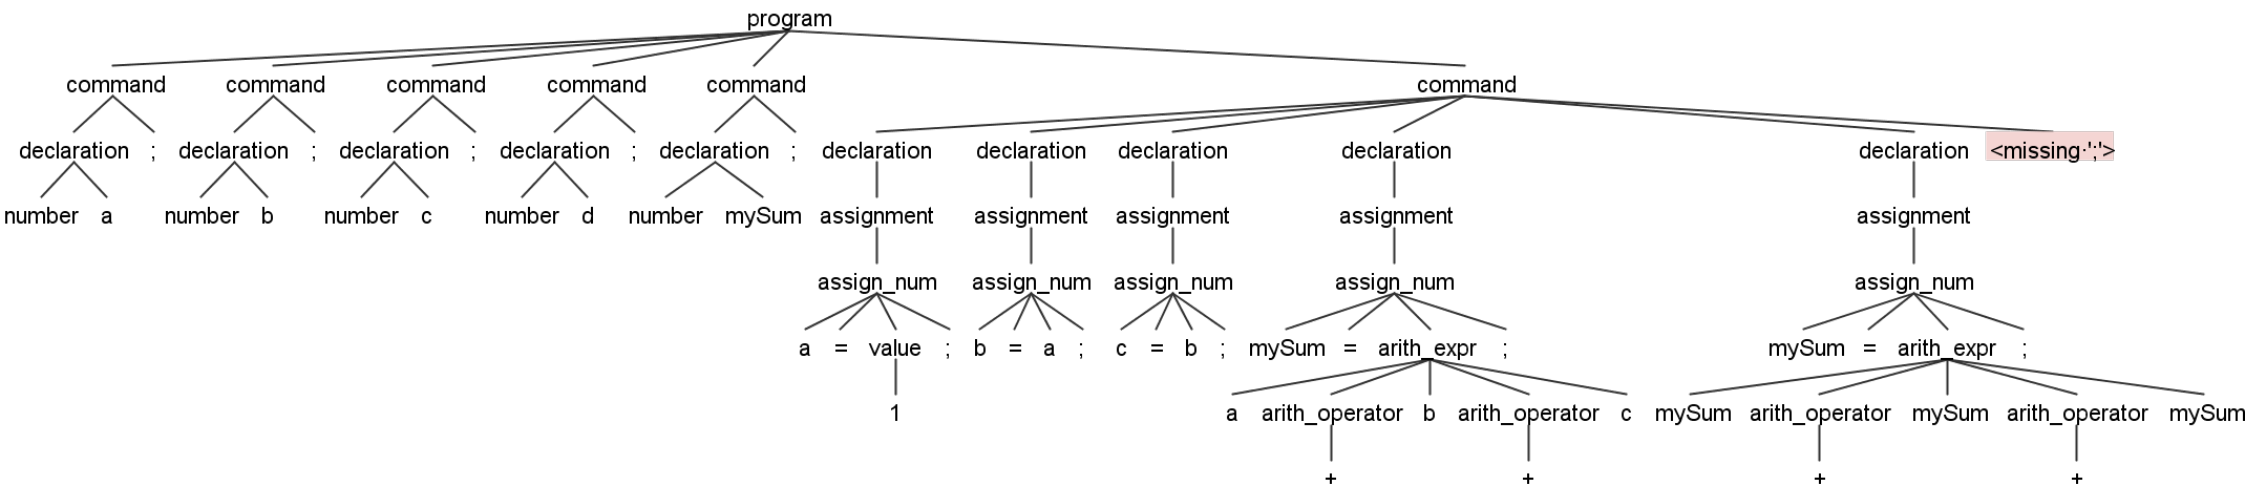 program
command command command command command command
declaration ; declaration ; declaration ; declaration ; declaration ; declaration declaration declaration declaration declaration <missing·';'>
number a number b number c number d number mySum assignment assignment assignment assignment assignment
assign_num assign_num assign_num assign_num assign_num
a = value ; b = a ; c = b ; mySum = arith_expr ; mySum = arith_expr ;
1 a arith_operator b arith_operator c mySum arith_operator mySum arith_operator mySum
+ + + +